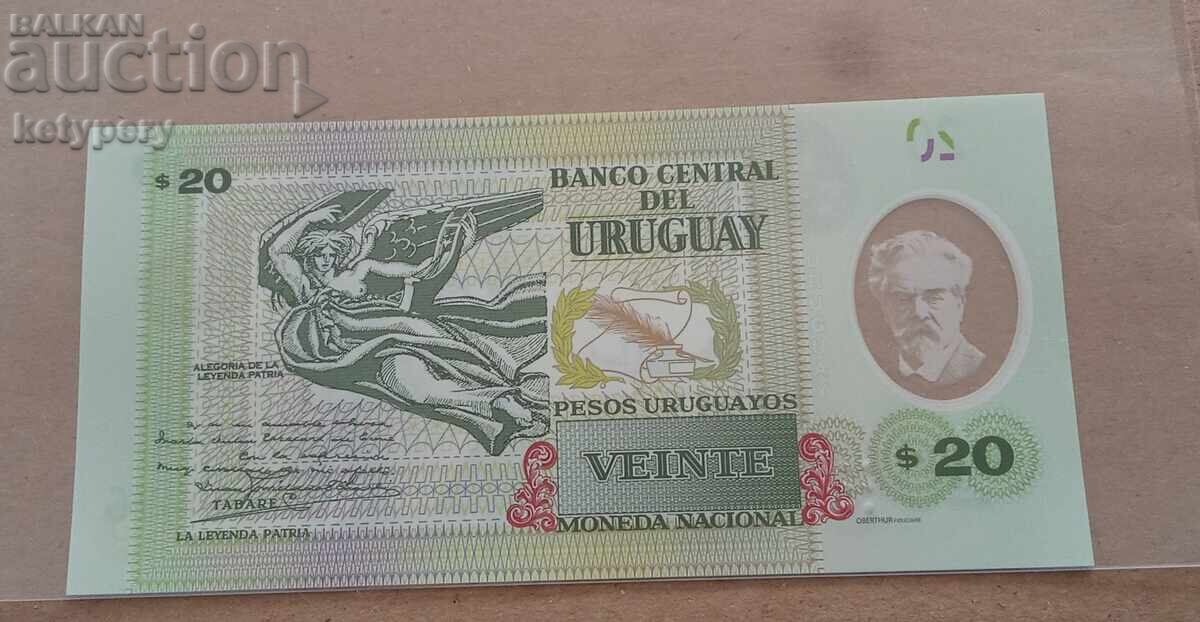 BALKAN
auction
ketypery
$ 20
BANCO CENTRAL
DEL
URUGUAY
ALEGORIA DE LA
LEYENDA PATRIA
PESOS URUGUAYOS
VEINTE
MONEDA NACIONAL
TABARE
LA LEYENDA PATRIA
$ 20
OBERTHUR FIDUCIAIRE